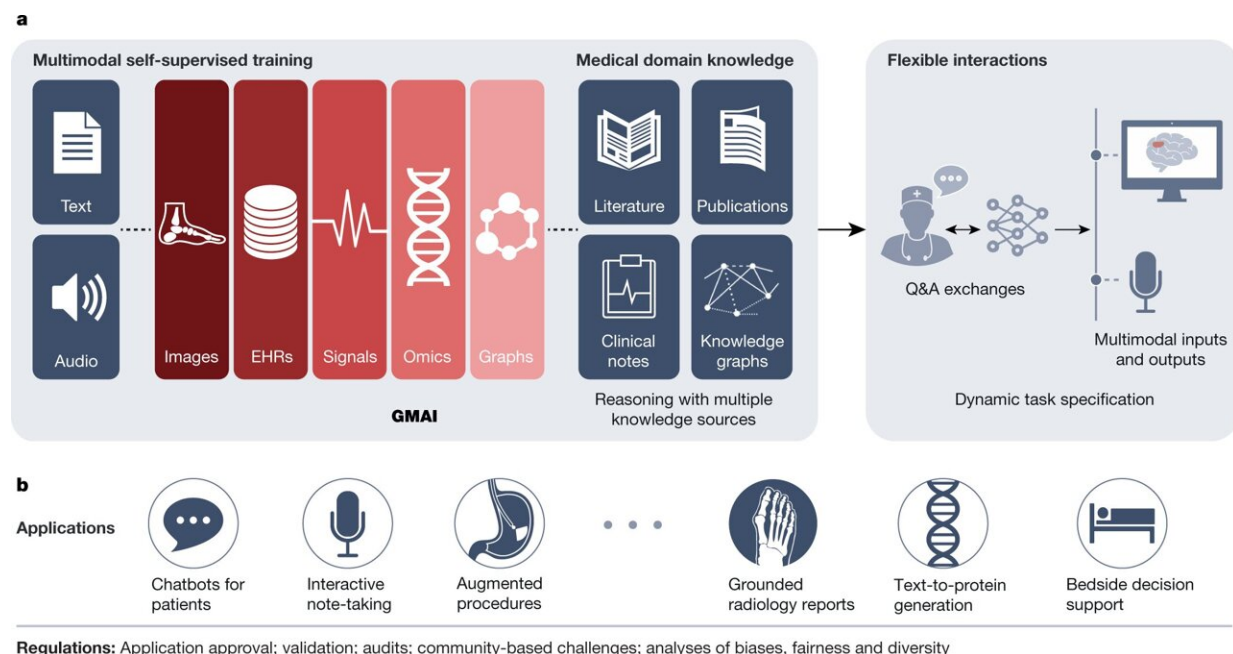 a
Multimodal self-supervised training
Medical domain knowledge
Flexible interactions
Text
Audio
Images
EHRs
Signals
Omics
Graphs
Literature
Publications
Clinical
notes
Knowledge
graphs
GMAI
Reasoning with multiple
knowledge sources
Q&A exchanges
Multimodal inputs
and outputs
Dynamic task specification
b
Applications
Chatbots for
patients
Interactive
note-taking
Augmented
procedures
Grounded
radiology reports
Text-to-protein
generation
Bedside decision
support
Regulations: Application approval; validation; audits; community-based challenges; analyses of biases, fairness and diversity